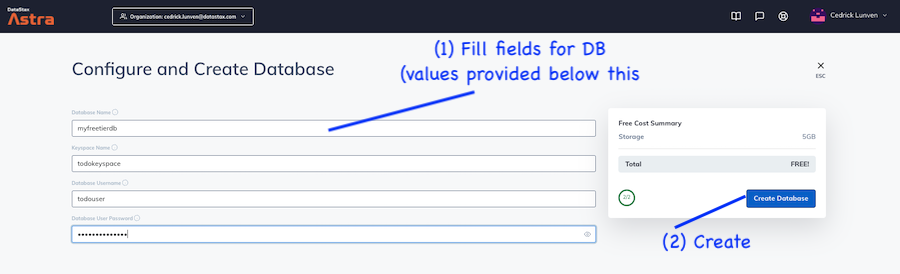 DataStax
Astra
Organization: cedrick.lunven@datastax.com
Cedrick Lunven
(1) Fill fields for DB
(values provided below this
Configure and Create Database
ESC
Database Name
myfreetierdb
Keyspace Name
todokeyspace
Database Username
todouser
Database User Password
••••••••••••••
Free Cost Summary
Storage 5GB
Total FREE!
2/2
Create Database
(2) Create